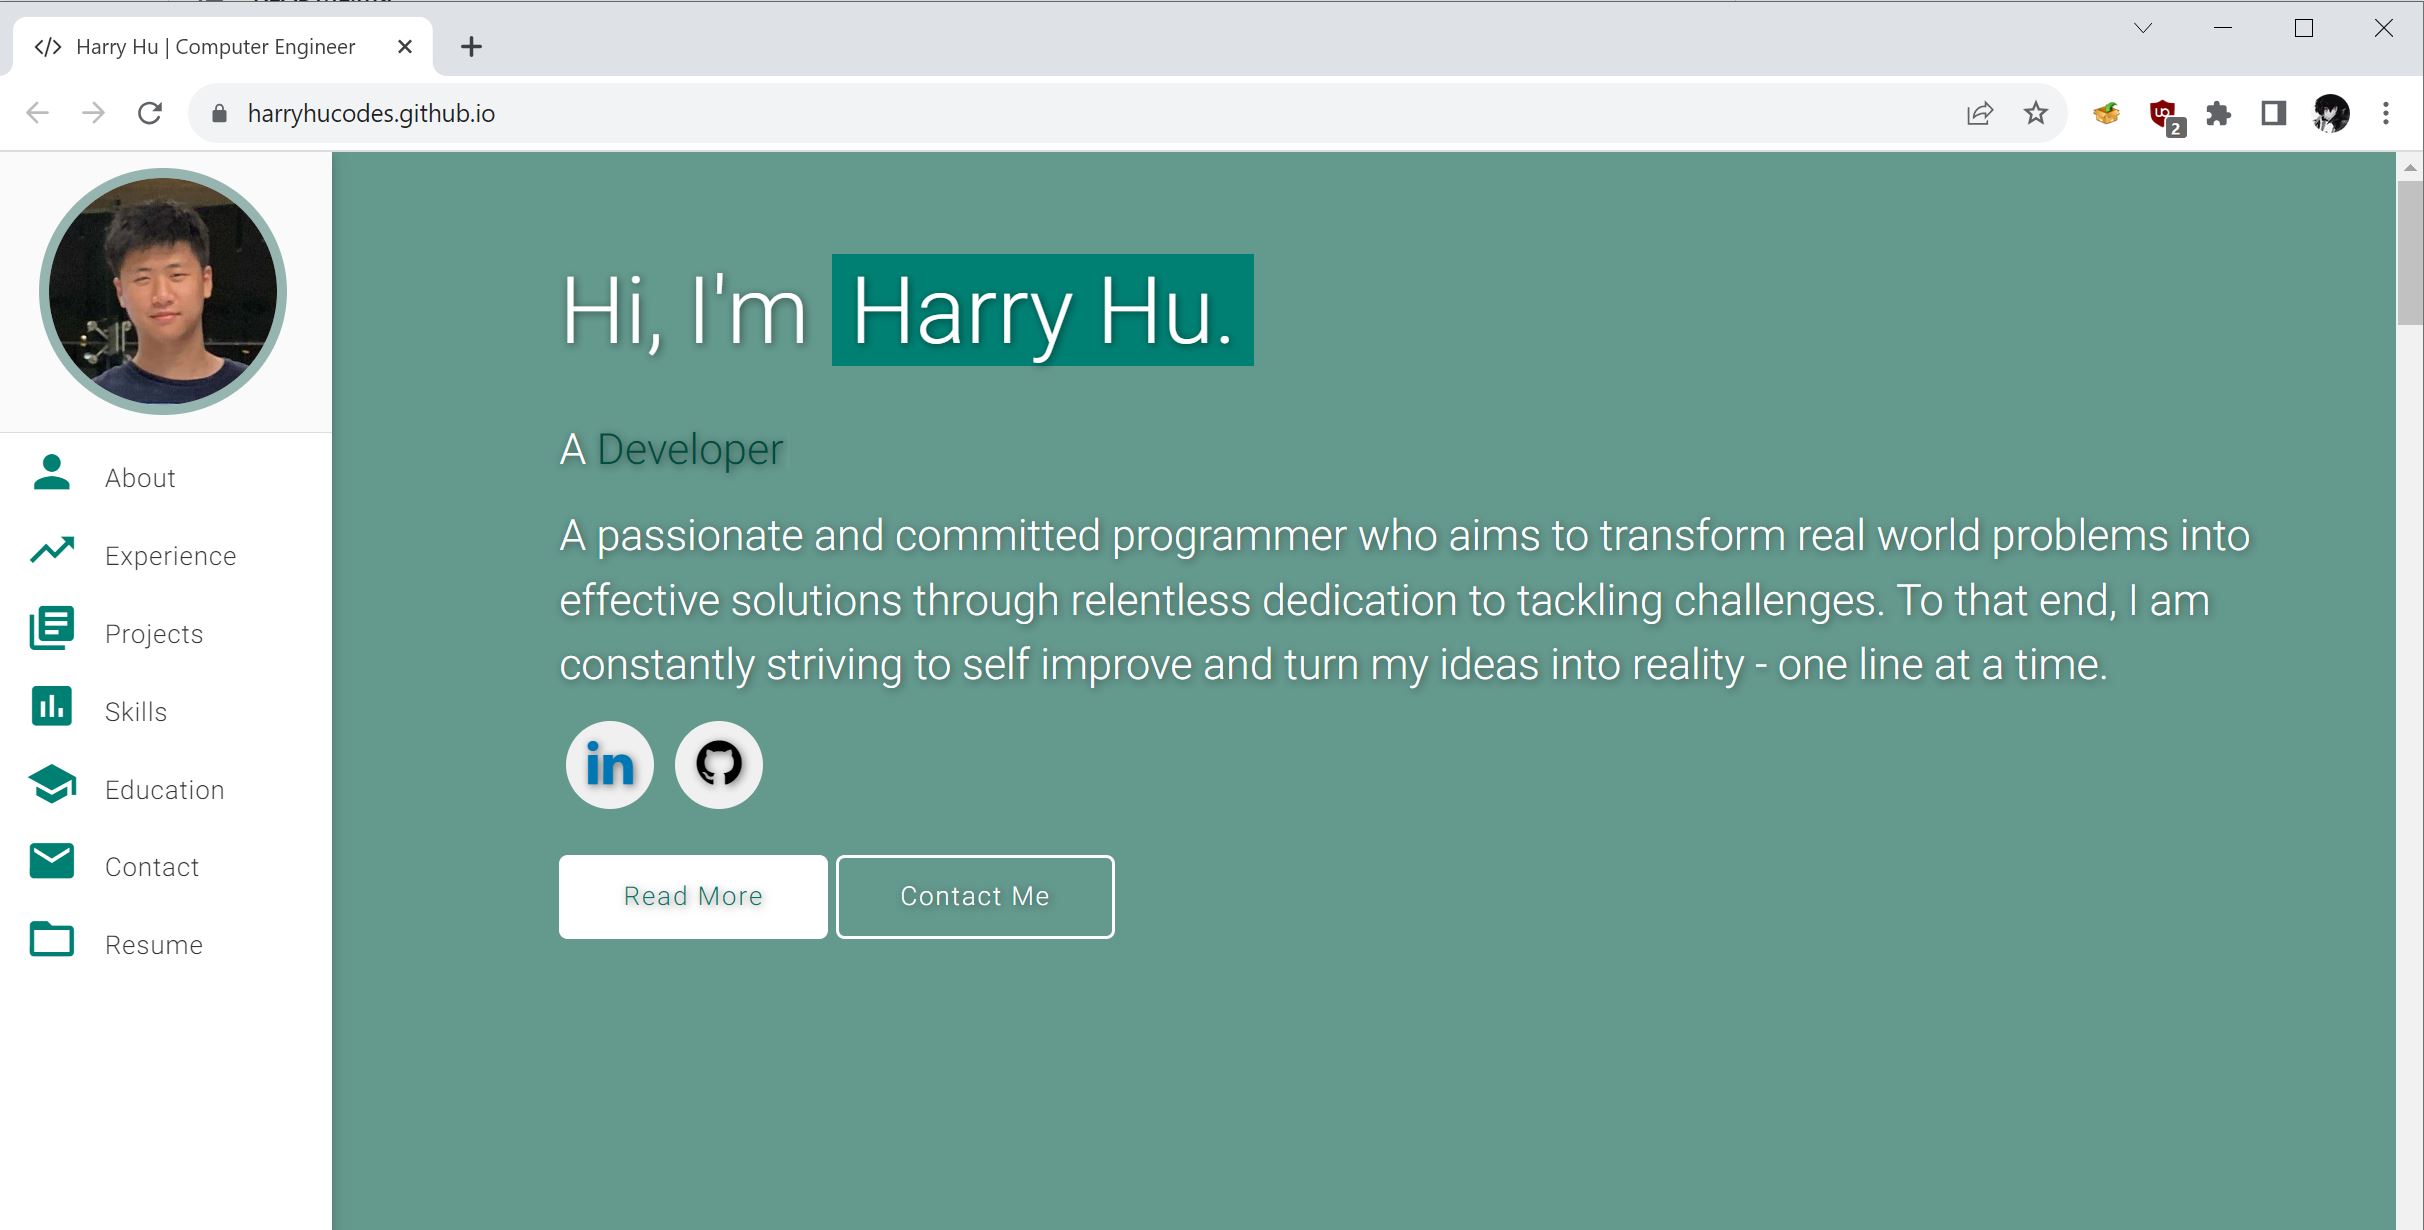 Harry Hu | Computer Engineer
harryhucodes.github.io
2
About
Experience
Projects
Skills
Education
Contact
Resume
Hi, I'm Harry Hu.
A Developer
A passionate and committed programmer who aims to transform real world problems into
effective solutions through relentless dedication to tackling challenges. To that end, I am
constantly striving to self improve and turn my ideas into reality - one line at a time.
in
Read More
Contact Me